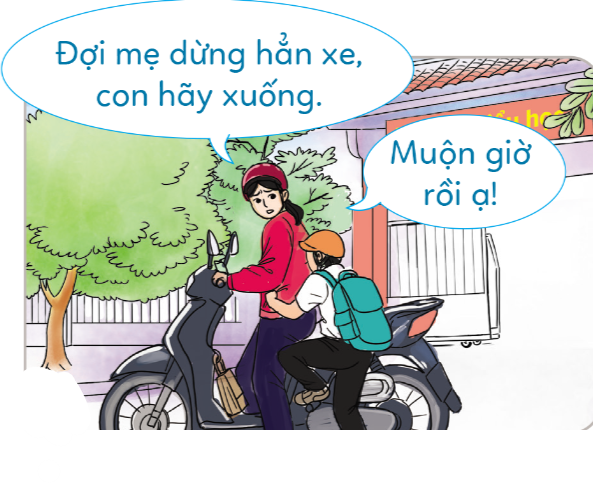 Đợi mẹ dừng hẳn xe,
con hãy xuống.
Muộn giờ
rồi ạ!